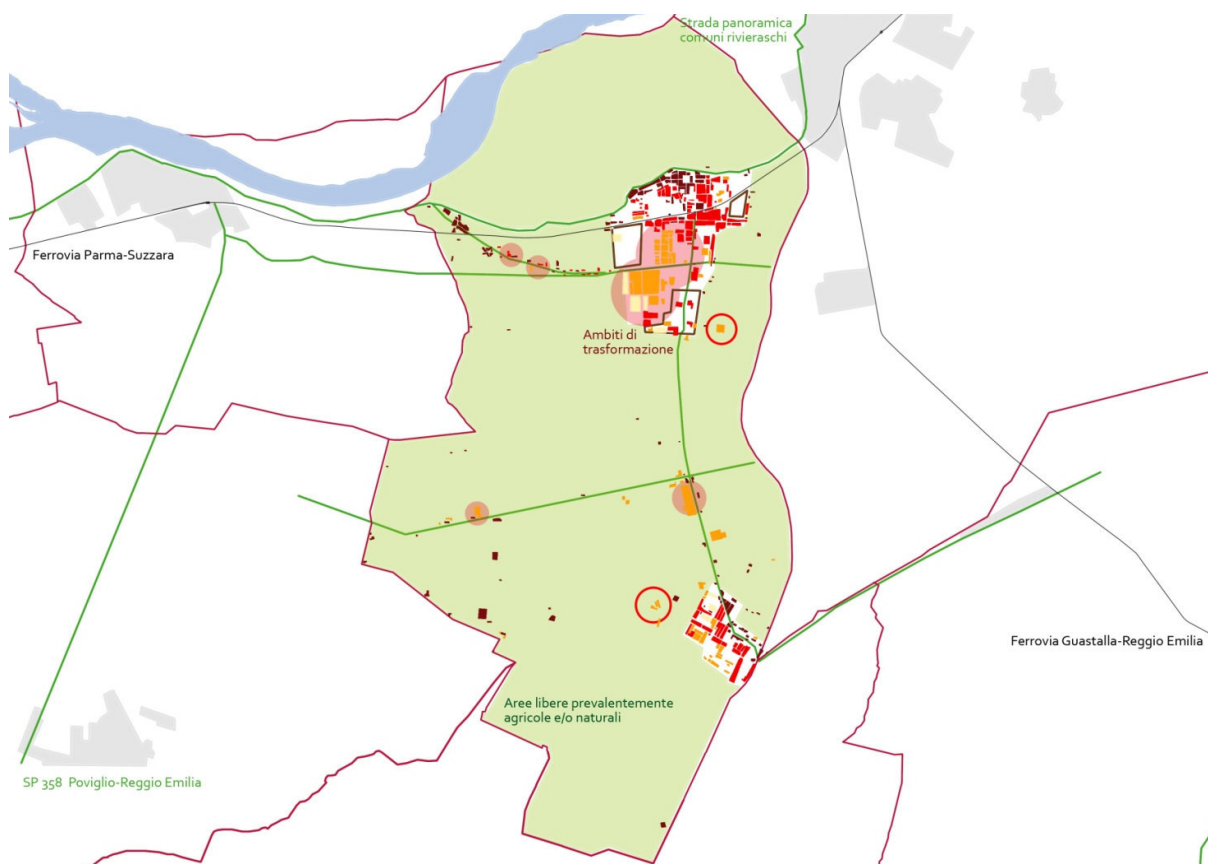 Strada panoramica
comuni rivieraschi
Ferrovia Parma-Suzzara
Ambiti di
trasformazione
Ferrovia Guastalla-Reggio Emilia
Aree libere prevalentemente
agricole e/o naturali
SP 358 Poviglio-Reggio Emilia